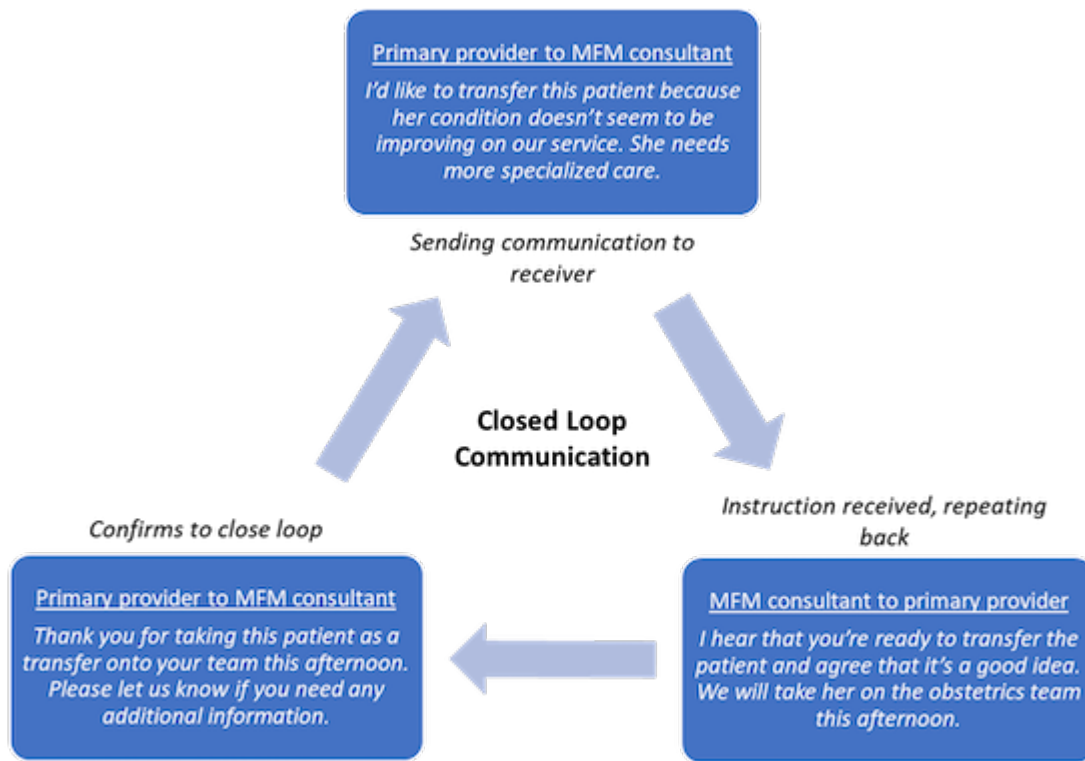 Primary provider to MFM consultant
I'd like to transfer this patient because
her condition doesn't seem to be
improving on our service. She needs
more specialized care.
Sending communication to
receiver
Closed Loop
Communication
Instruction received, repeating
back
MFM consultant to primary provider
I hear that you're ready to transfer the
patient and agree that it's a good idea.
We will take her on the obstetrics team
this afternoon.
Confirms to close loop
Primary provider to MFM consultant
Thank you for taking this patient as a
transfer onto your team this afternoon.
Please let us know if you need any
additional information.